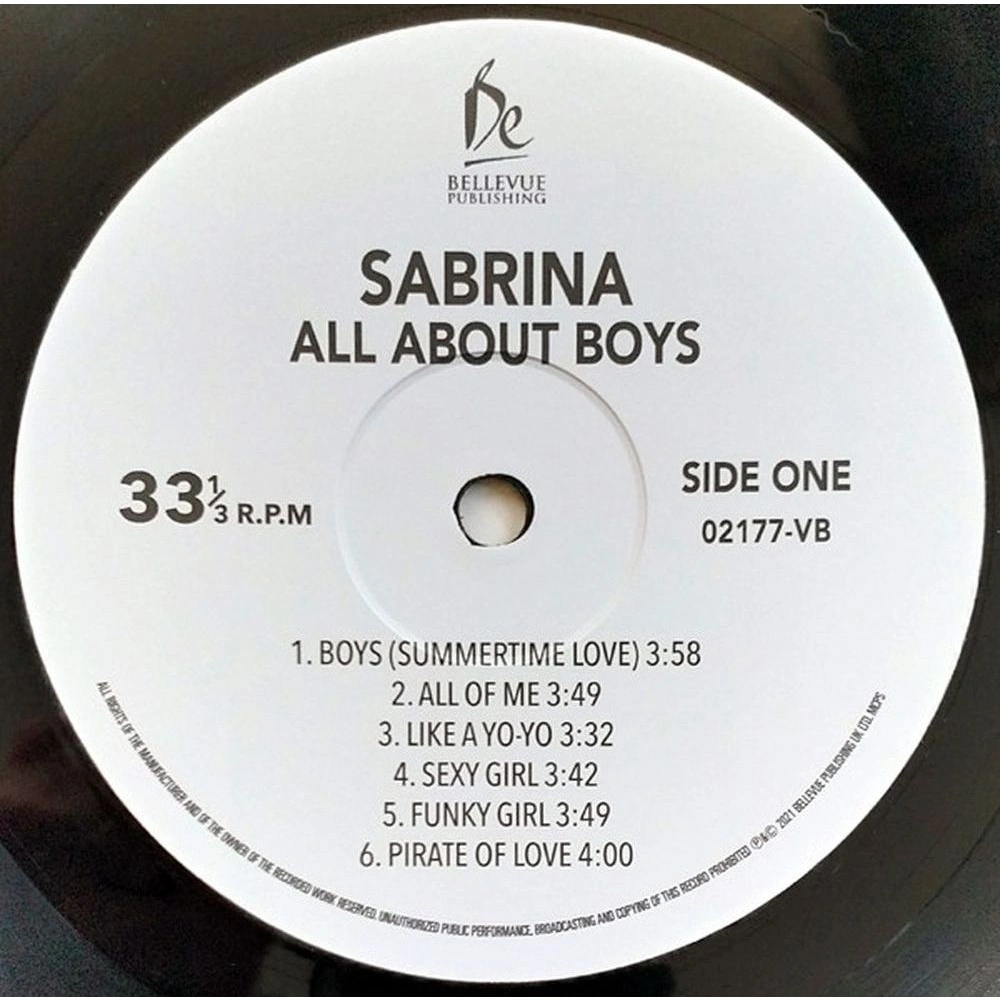 Be
BELLEVUE
PUBLISHING
SABRINA
ALL ABOUT BOYS
33 1/3 R.P.M
SIDE ONE
02177-VB
1. BOYS (SUMMERTIME LOVE) 3:58
2. ALL OF ME 3:49
3. LIKE A YO-YO 3:32
4. SEXY GIRL 3:42
5. FUNKY GIRL 3:49
6. PIRATE OF LOVE 4:00
ALL RIGHTS OF THE MANUFACTURER AND OF THE OWNER OF THE RECORDED WORK RESERVED. UNAUTHORIZED PUBLIC PERFORMANCE, BROADCASTING AND COPYING OF THIS RECORD PROHIBITED ℗&© 2021 BELLEVUE PUBLISHING UK LTD. MCPS